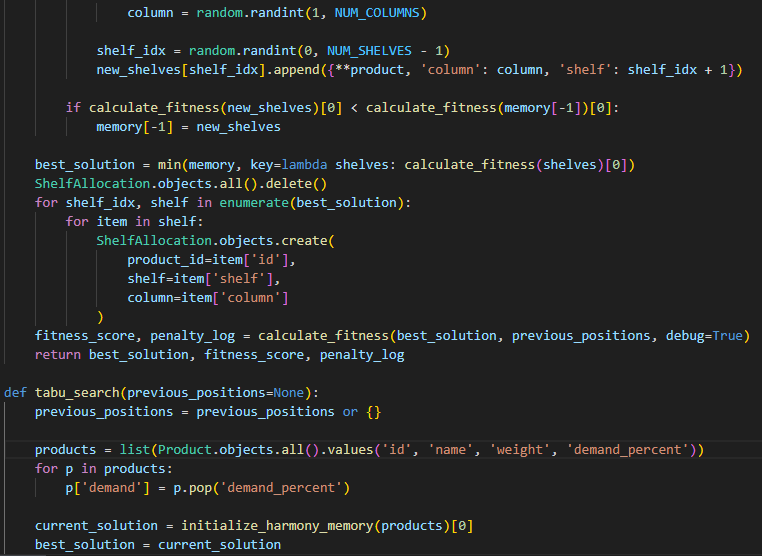 column = random.randint(1, NUM_COLUMNS)
shelf_idx = random.randint(0, NUM_SHELVES - 1)
new_shelves[shelf_idx].append({**product, 'column': column, 'shelf': shelf_idx + 1})
if calculate_fitness(new_shelves)[0] < calculate_fitness(memory[-1])[0]:
memory[-1] = new_shelves
best_solution = min(memory, key=lambda shelves: calculate_fitness(shelves)[0])
ShelfAllocation.objects.all().delete()
for shelf_idx, shelf in enumerate(best_solution):
for item in shelf:
ShelfAllocation.objects.create(
product_id=item['id'],
shelf=item['shelf'],
column=item['column']
)
fitness_score, penalty_log = calculate_fitness(best_solution, previous_positions, debug=True)
return best_solution, fitness_score, penalty_log
def tabu_search(previous_positions=None):
previous_positions = previous_positions or {}
products = list(Product.objects.all().values('id', 'name', 'weight', 'demand_percent'))
for p in products:
p['demand'] = p.pop('demand_percent')
current_solution = initialize_harmony_memory(products)[0]
best_solution = current_solution